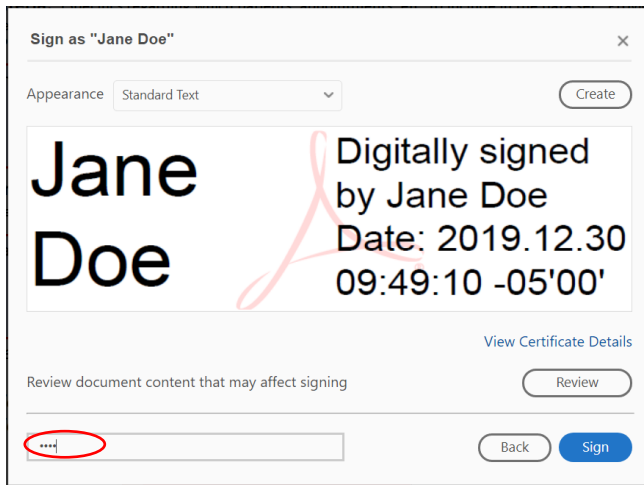 Sign as "Jane Doe"
Appearance
Standard Text
Create
Jane
Doe
Digitally signed
by Jane Doe
Date: 2019.12.30
09:49:10 -05'00'
View Certificate Details
Review document content that may affect signing
Review
••••
Back
Sign